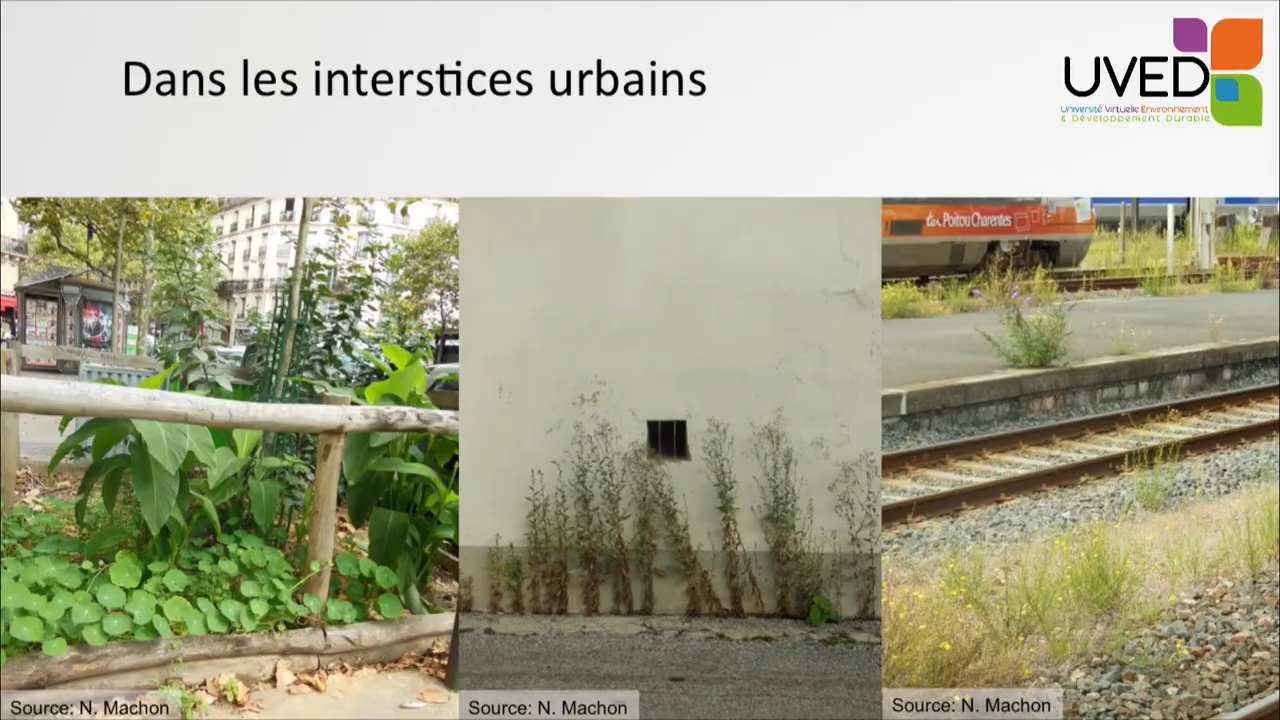 Dans les interstices urbains
UVED
Université Virtuelle Environnement
& Développement Durable
Poitou Charentes
Source: N. Machon
Source: N. Machon
Source: N. Machon